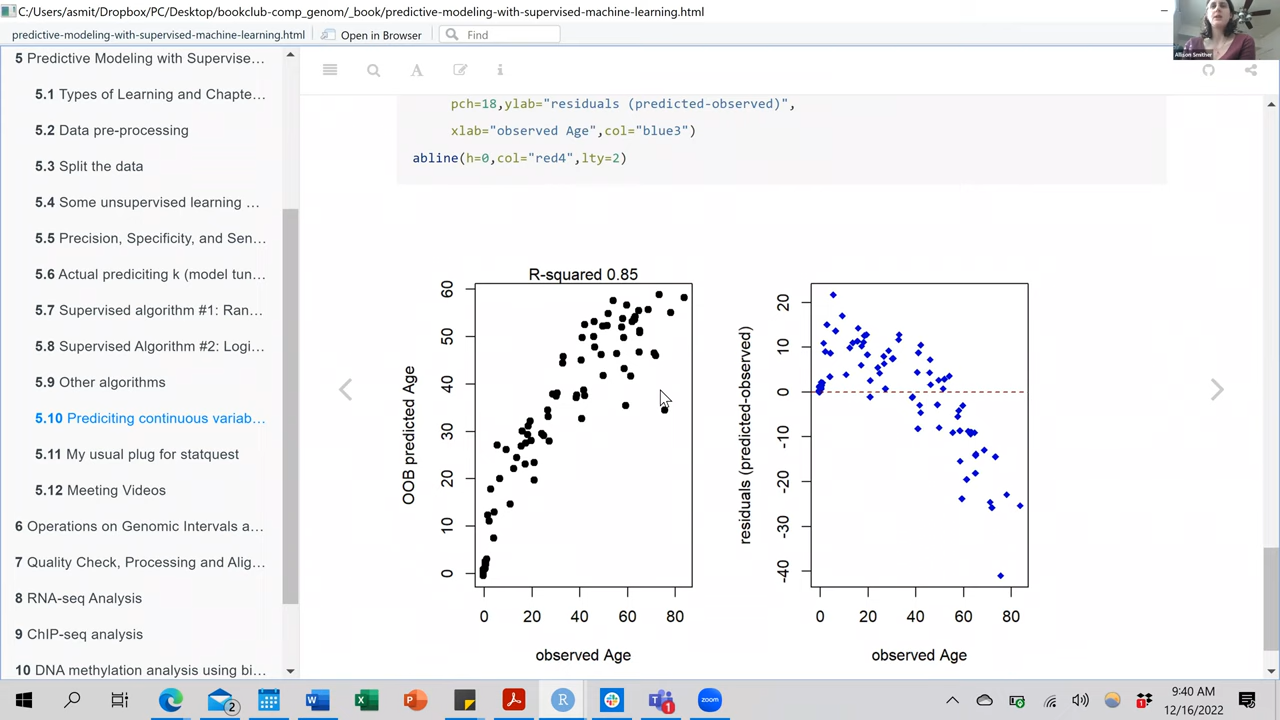 C:/Users/asmit/Dropbox/PC/Desktop/bookclub-comp_genom/_book/predictive-modeling-with-supervised-machine-learning.html
predictive-modeling-with-supervised-machine-learning.html
Open in Browser
Find
Allison Smither
5 Predictive Modeling with Supervise...
5.1 Types of Learning and Chapte...
5.2 Data pre-processing
5.3 Split the data
5.4 Some unsupervised learning ...
5.5 Precision, Specificity, and Sen...
5.6 Actual prediciting k (model tun...
5.7 Supervised algorithm #1: Ran...
5.8 Supervised Algorithm #2: Logi...
5.9 Other algorithms
5.10 Prediciting continuous variab...
5.11 My usual plug for statquest
5.12 Meeting Videos
6 Operations on Genomic Intervals a...
7 Quality Check, Processing and Alig...
8 RNA-seq Analysis
9 ChIP-seq analysis
10 DNA methylation analysis using bi...
pch=18,ylab="residuals (predicted-observed)",
xlab="observed Age",col="blue3")
abline(h=0,col="red4",lty=2)
R-squared 0.85
OOB predicted Age
60
50
40
30
20
10
0
0 20 40 60 80
observed Age
residuals (predicted-observed)
20
10
0
-10
-20
-30
-40
0 20 40 60 80
observed Age
2
1
zoom
1
9:40 AM
12/16/2022